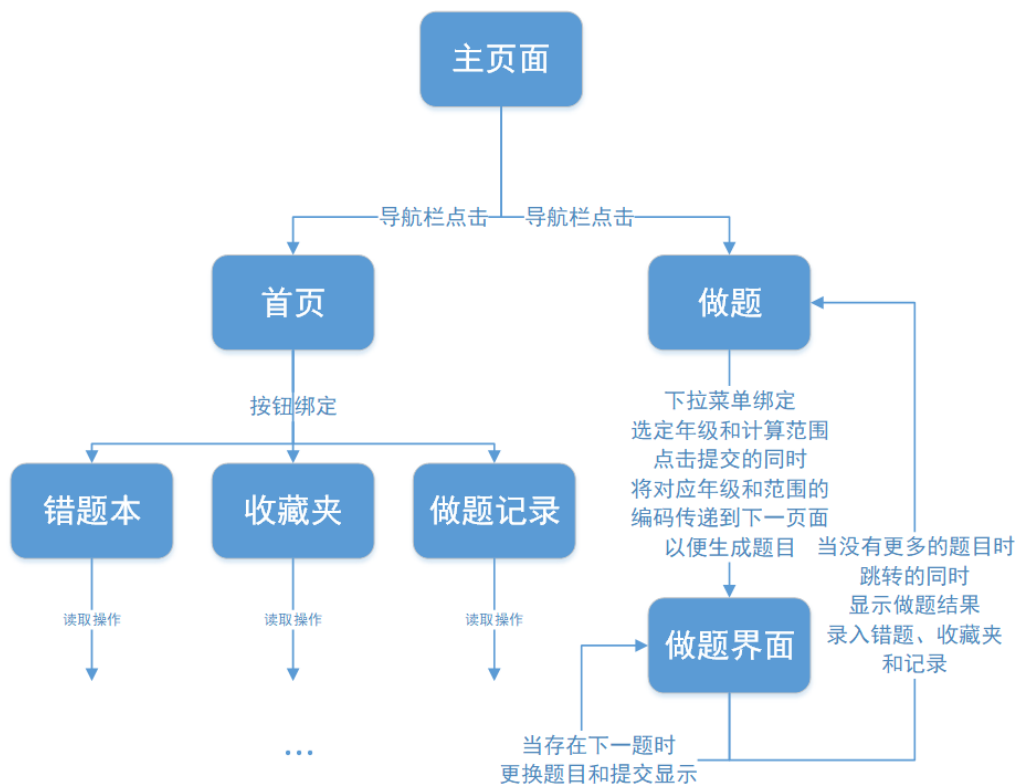 主页面
导航栏点击
导航栏点击
首页
做题
按钮绑定
下拉菜单绑定
选定年级和计算范围
点击提交的同时
将对应年级和范围的
编码传递到下一页面
以便生成题目
错题本
收藏夹
做题记录
当没有更多的题目时
跳转的同时
显示做题结果
录入错题、收藏夹
和记录
读取操作
读取操作
读取操作
做题界面
...
当存在下一题时
更换题目和提交显示